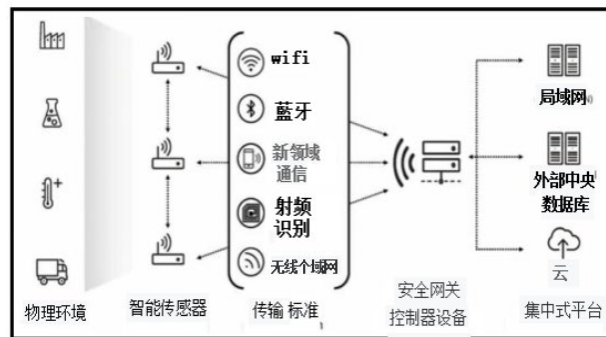 wifi
藍牙
新领域
通信
射频
识别
无线个域网
局域网
外部中央
数据库
云
物理环境
智能传感器
传输 标准
安全网关
控制器设备
集中式平台